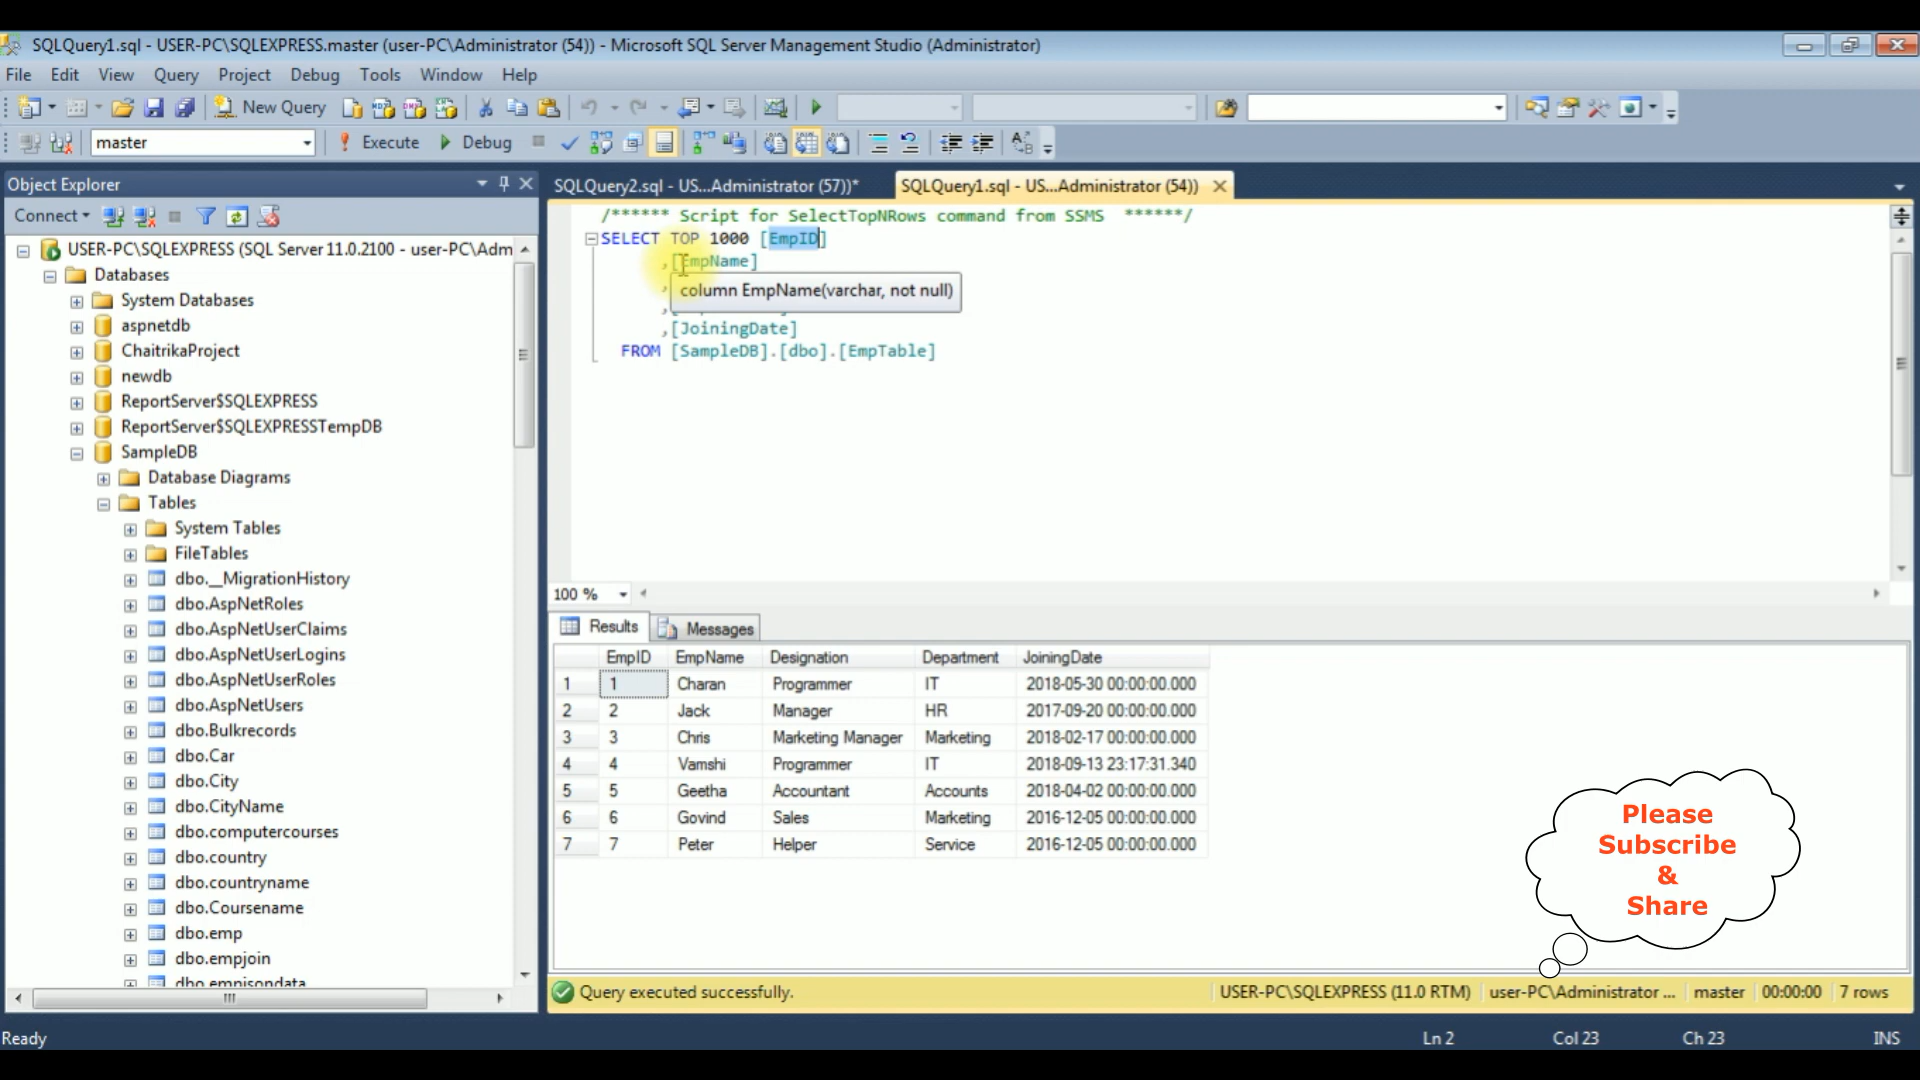 SQLQuery1.sql - USER-PC\SQLEXPRESS.master (user-PC\Administrator (54)) - Microsoft SQL Server Management Studio (Administrator)
File Edit View Query Project Debug Tools Window Help
New Query
master Execute Debug
Object Explorer
Connect
USER-PC\SQLEXPRESS (SQL Server 11.0.2100 - user-PC\Adm
Databases
System Databases
aspnetdb
ChaitrikaProject
newdb
ReportServer$SQLEXPRESS
ReportServer$SQLEXPRESSTempDB
SampleDB
Database Diagrams
Tables
System Tables
FileTables
dbo.__MigrationHistory
dbo.AspNetRoles
dbo.AspNetUserClaims
dbo.AspNetUserLogins
dbo.AspNetUserRoles
dbo.AspNetUsers
dbo.Bulkrecords
dbo.Car
dbo.City
dbo.CityName
dbo.computercourses
dbo.country
dbo.countryname
dbo.Coursename
dbo.emp
dbo.empjoin
dbo.empjsondata
SQLQuery2.sql - US...Administrator (57))* SQLQuery1.sql - US...Administrator (54))
/****** Script for SelectTopNRows command from SSMS ******/
SELECT TOP 1000 [EmpID]
,[EmpName]
column EmpName(varchar, not null)
,[JoiningDate]
FROM [SampleDB].[dbo].[EmpTable]
100 %
Results Messages
EmpID EmpName Designation Department JoiningDate
1 1 Charan Programmer IT 2018-05-30 00:00:00.000
2 2 Jack Manager HR 2017-09-20 00:00:00.000
3 3 Chris Marketing Manager Marketing 2018-02-17 00:00:00.000
4 4 Vamshi Programmer IT 2018-09-13 23:17:31.340
5 5 Geetha Accountant Accounts 2018-04-02 00:00:00.000
6 6 Govind Sales Marketing 2016-12-05 00:00:00.000
7 7 Peter Helper Service 2016-12-05 00:00:00.000
Please
Subscribe
&
Share
Query executed successfully. USER-PC\SQLEXPRESS (11.0 RTM) user-PC\Administrator ... master 00:00:00 7 rows
Ready Ln 2 Col 23 Ch 23 INS